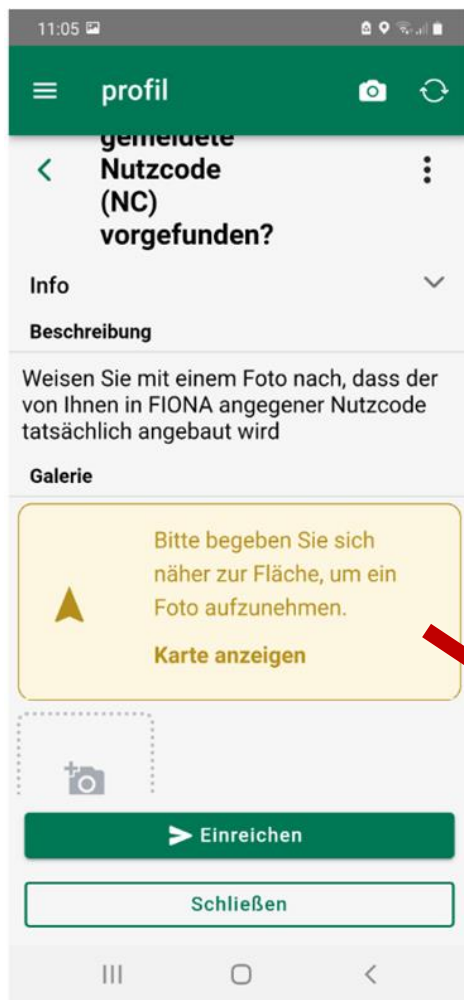 11:05
profil
gemeldete
Nutzcode
(NC)
vorgefunden?
Info
Beschreibung
Weisen Sie mit einem Foto nach, dass der
von Ihnen in FIONA angegener Nutzcode
tatsächlich angebaut wird
Galerie
Bitte begeben Sie sich
näher zur Fläche, um ein
Foto aufzunehmen.
Karte anzeigen
Einreichen
Schließen